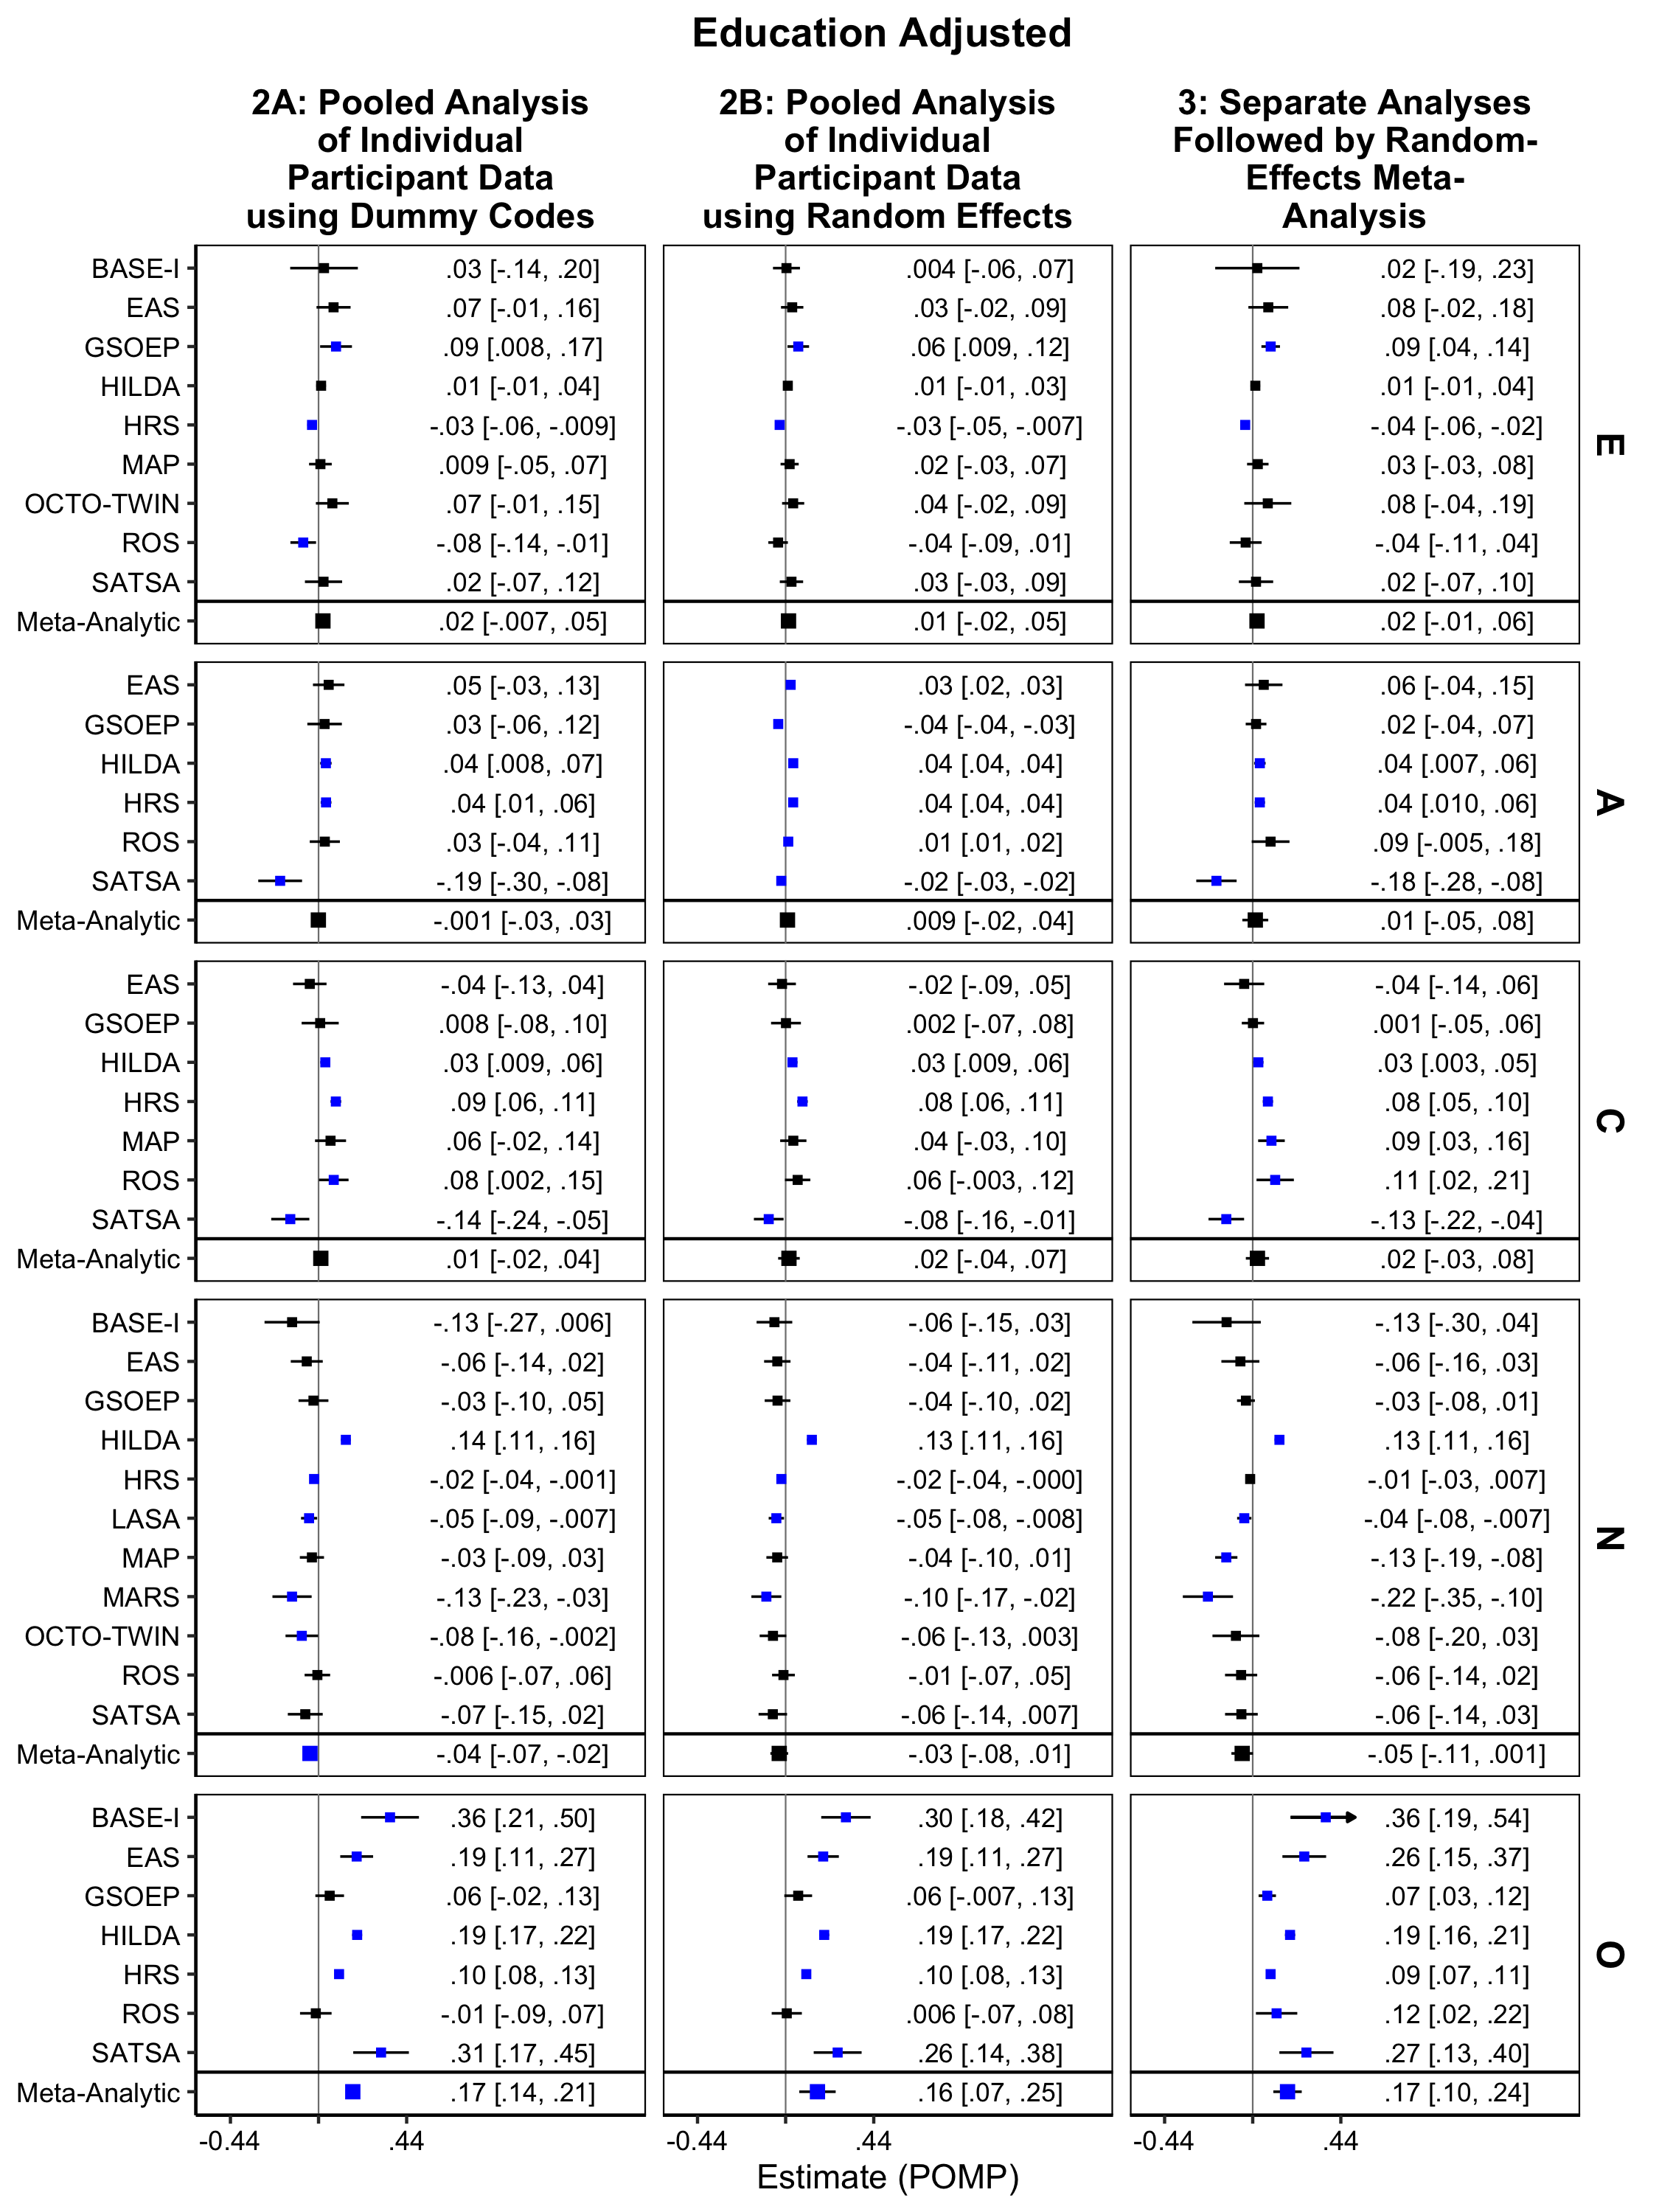 Education Adjusted
2A: Pooled Analysis of Individual Participant Data using Dummy Codes
2B: Pooled Analysis of Individual Participant Data using Random Effects
3: Separate Analyses Followed by Random-Effects Meta-Analysis
BASE-I .03 [-.14, .20] .004 [-.06, .07] .02 [-.19, .23]
EAS .07 [-.01, .16] .03 [-.02, .09] .08 [-.02, .18]
GSOEP .09 [.008, .17] .06 [.009, .12] .09 [.04, .14]
HILDA .01 [-.01, .04] .01 [-.01, .03] .01 [-.01, .04]
HRS -.03 [-.06, -.009] -.03 [-.05, -.007] -.04 [-.06, -.02]
MAP .009 [-.05, .07] .02 [-.03, .07] .03 [-.03, .08]
OCTO-TWIN .07 [-.01, .15] .04 [-.02, .09] .08 [-.04, .19]
ROS -.08 [-.14, -.01] -.04 [-.09, .01] -.04 [-.11, .04]
SATSA .02 [-.07, .12] .03 [-.03, .09] .02 [-.07, .10]
Meta-Analytic .02 [-.007, .05] .01 [-.02, .05] .02 [-.01, .06]
E
EAS .05 [-.03, .13] .03 [.02, .03] .06 [-.04, .15]
GSOEP .03 [-.06, .12] -.04 [-.04, -.03] .02 [-.04, .07]
HILDA .04 [.008, .07] .04 [.04, .04] .04 [.007, .06]
HRS .04 [.01, .06] .04 [.04, .04] .04 [.010, .06]
ROS .03 [-.04, .11] .01 [.01, .02] .09 [-.005, .18]
SATSA -.19 [-.30, -.08] -.02 [-.03, -.02] -.18 [-.28, -.08]
Meta-Analytic -.001 [-.03, .03] .009 [-.02, .04] .01 [-.05, .08]
A
EAS -.04 [-.13, .04] -.02 [-.09, .05] -.04 [-.14, .06]
GSOEP .008 [-.08, .10] .002 [-.07, .08] .001 [-.05, .06]
HILDA .03 [.009, .06] .03 [.009, .06] .03 [.003, .05]
HRS .09 [.06, .11] .08 [.06, .11] .08 [.05, .10]
MAP .06 [-.02, .14] .04 [-.03, .10] .09 [.03, .16]
ROS .08 [.002, .15] .06 [-.003, .12] .11 [.02, .21]
SATSA -.14 [-.24, -.05] -.08 [-.16, -.01] -.13 [-.22, -.04]
Meta-Analytic .01 [-.02, .04] .02 [-.04, .07] .02 [-.03, .08]
C
BASE-I -.13 [-.27, .006] -.06 [-.15, .03] -.13 [-.30, .04]
EAS -.06 [-.14, .02] -.04 [-.11, .02] -.06 [-.16, .03]
GSOEP -.03 [-.10, .05] -.04 [-.10, .02] -.03 [-.08, .01]
HILDA .14 [.11, .16] .13 [.11, .16] .13 [.11, .16]
HRS -.02 [-.04, -.001] -.02 [-.04, -.000] -.01 [-.03, .007]
LASA -.05 [-.09, -.007] -.05 [-.08, -.008] -.04 [-.08, -.007]
MAP -.03 [-.09, .03] -.04 [-.10, .01] -.13 [-.19, -.08]
MARS -.13 [-.23, -.03] -.10 [-.17, -.02] -.22 [-.35, -.10]
OCTO-TWIN -.08 [-.16, -.002] -.06 [-.13, .003] -.08 [-.20, .03]
ROS -.006 [-.07, .06] -.01 [-.07, .05] -.06 [-.14, .02]
SATSA -.07 [-.15, .02] -.06 [-.14, .007] -.06 [-.14, .03]
Meta-Analytic -.04 [-.07, -.02] -.03 [-.08, .01] -.05 [-.11, .001]
N
BASE-I .36 [.21, .50] .30 [.18, .42] .36 [.19, .54]
EAS .19 [.11, .27] .19 [.11, .27] .26 [.15, .37]
GSOEP .06 [-.02, .13] .06 [-.007, .13] .07 [.03, .12]
HILDA .19 [.17, .22] .19 [.17, .22] .19 [.16, .21]
HRS .10 [.08, .13] .10 [.08, .13] .09 [.07, .11]
ROS -.01 [-.09, .07] .006 [-.07, .08] .12 [.02, .22]
SATSA .31 [.17, .45] .26 [.14, .38] .27 [.13, .40]
Meta-Analytic .17 [.14, .21] .16 [.07, .25] .17 [.10, .24]
O
-0.44 .44 -0.44 .44 -0.44 .44
Estimate (POMP)